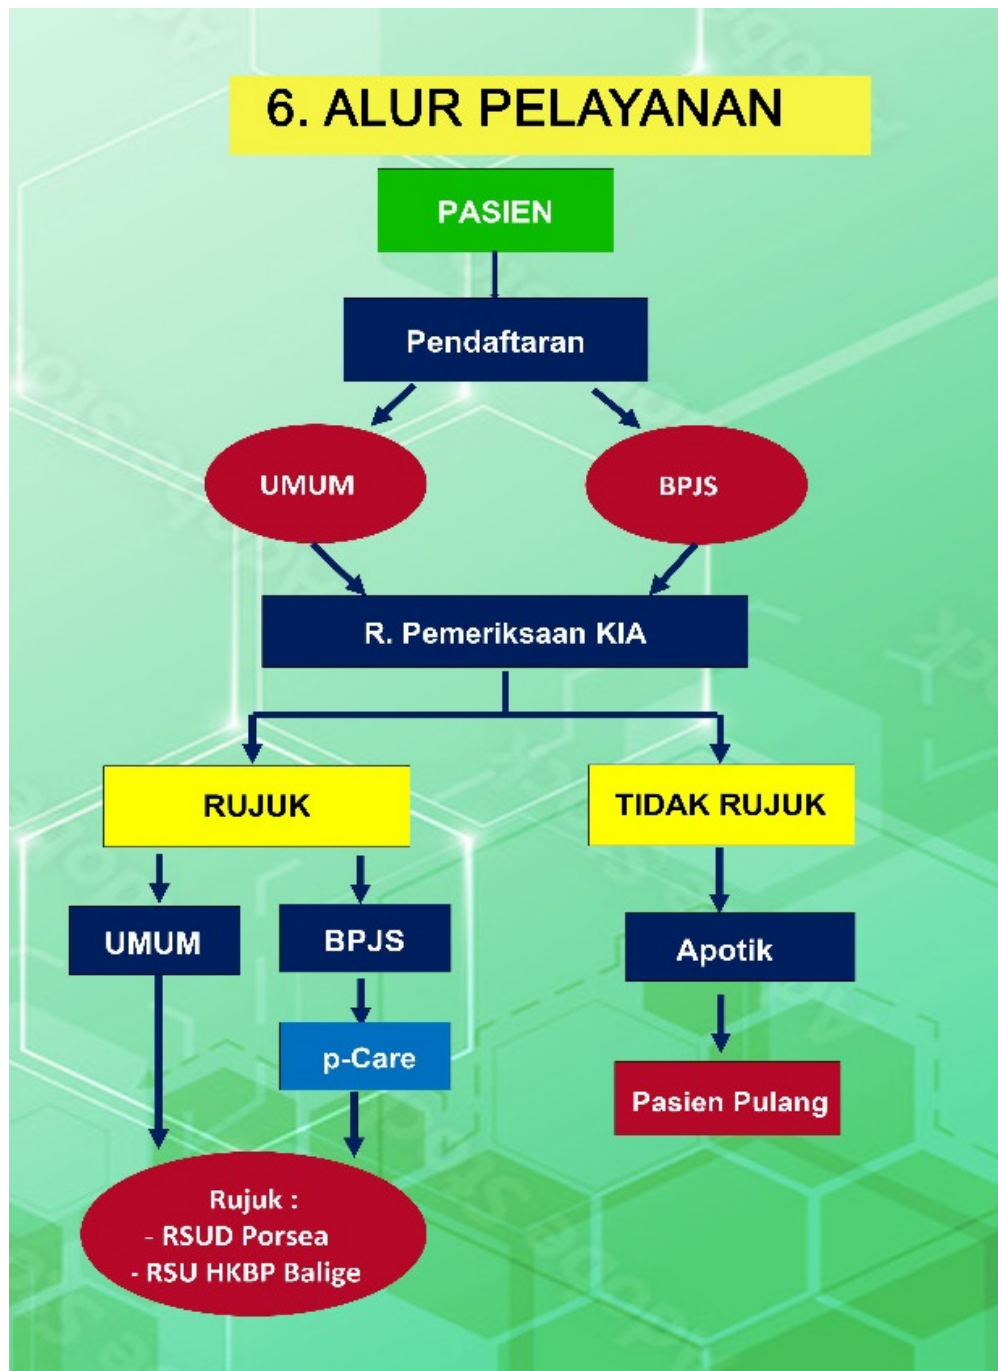 6. ALUR PELAYANAN
PASIEN
Pendaftaran
UMUM
BPJS
R. Pemeriksaan KIA
RUJUK
TIDAK RUJUK
UMUM
BPJS
Apotik
p-Care
Pasien Pulang
Rujuk :
- RSUD Porsea
- RSU HKBP Balige